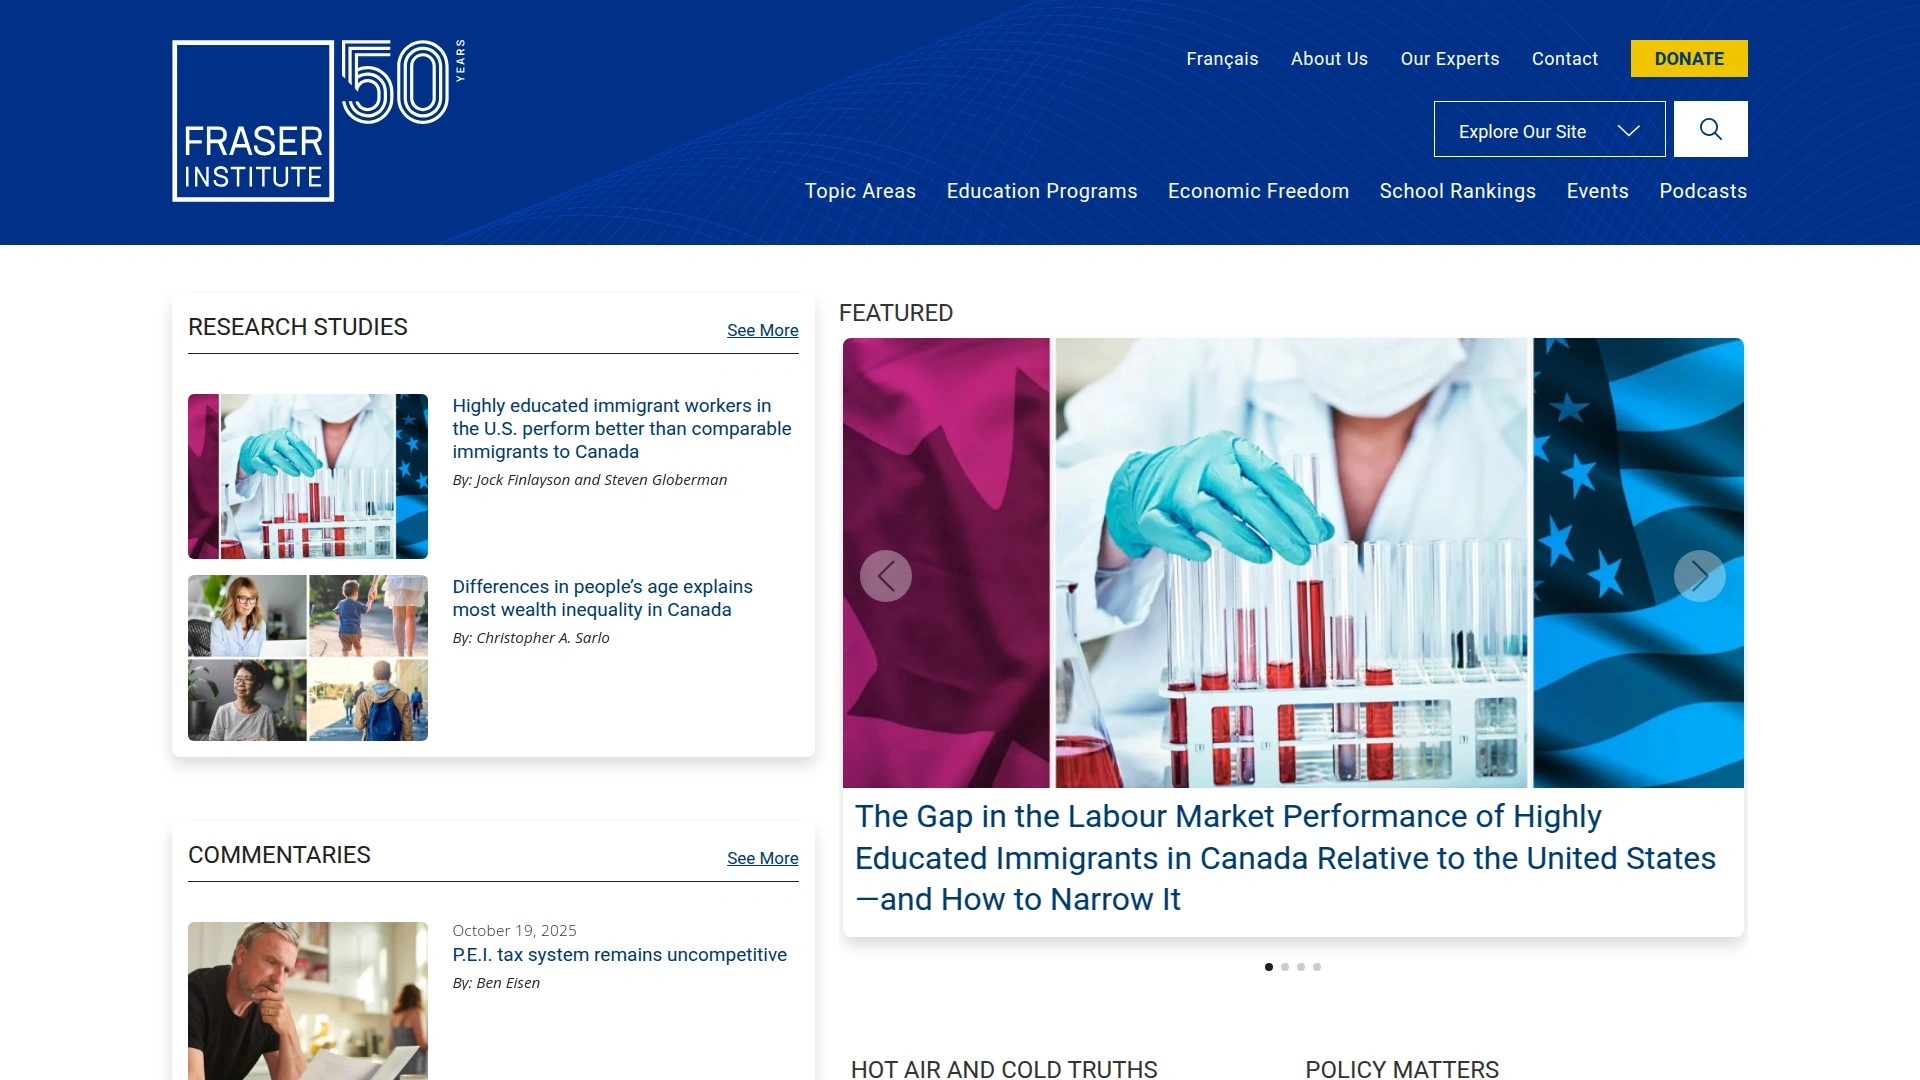 FRASER
INSTITUTE
50
YEARS
Français
About Us
Our Experts
Contact
DONATE
Explore Our Site
Topic Areas
Education Programs
Economic Freedom
School Rankings
Events
Podcasts
RESEARCH STUDIES
See More
Highly educated immigrant workers in
the U.S. perform better than comparable
immigrants to Canada
By: Jock Finlayson and Steven Globerman
Differences in people’s age explains
most wealth inequality in Canada
By: Christopher A. Sarlo
COMMENTARIES
See More
October 19, 2025
P.E.I. tax system remains uncompetitive
By: Ben Eisen
FEATURED
The Gap in the Labour Market Performance of Highly
Educated Immigrants in Canada Relative to the United States
—and How to Narrow It
HOT AIR AND COLD TRUTHS
POLICY MATTERS